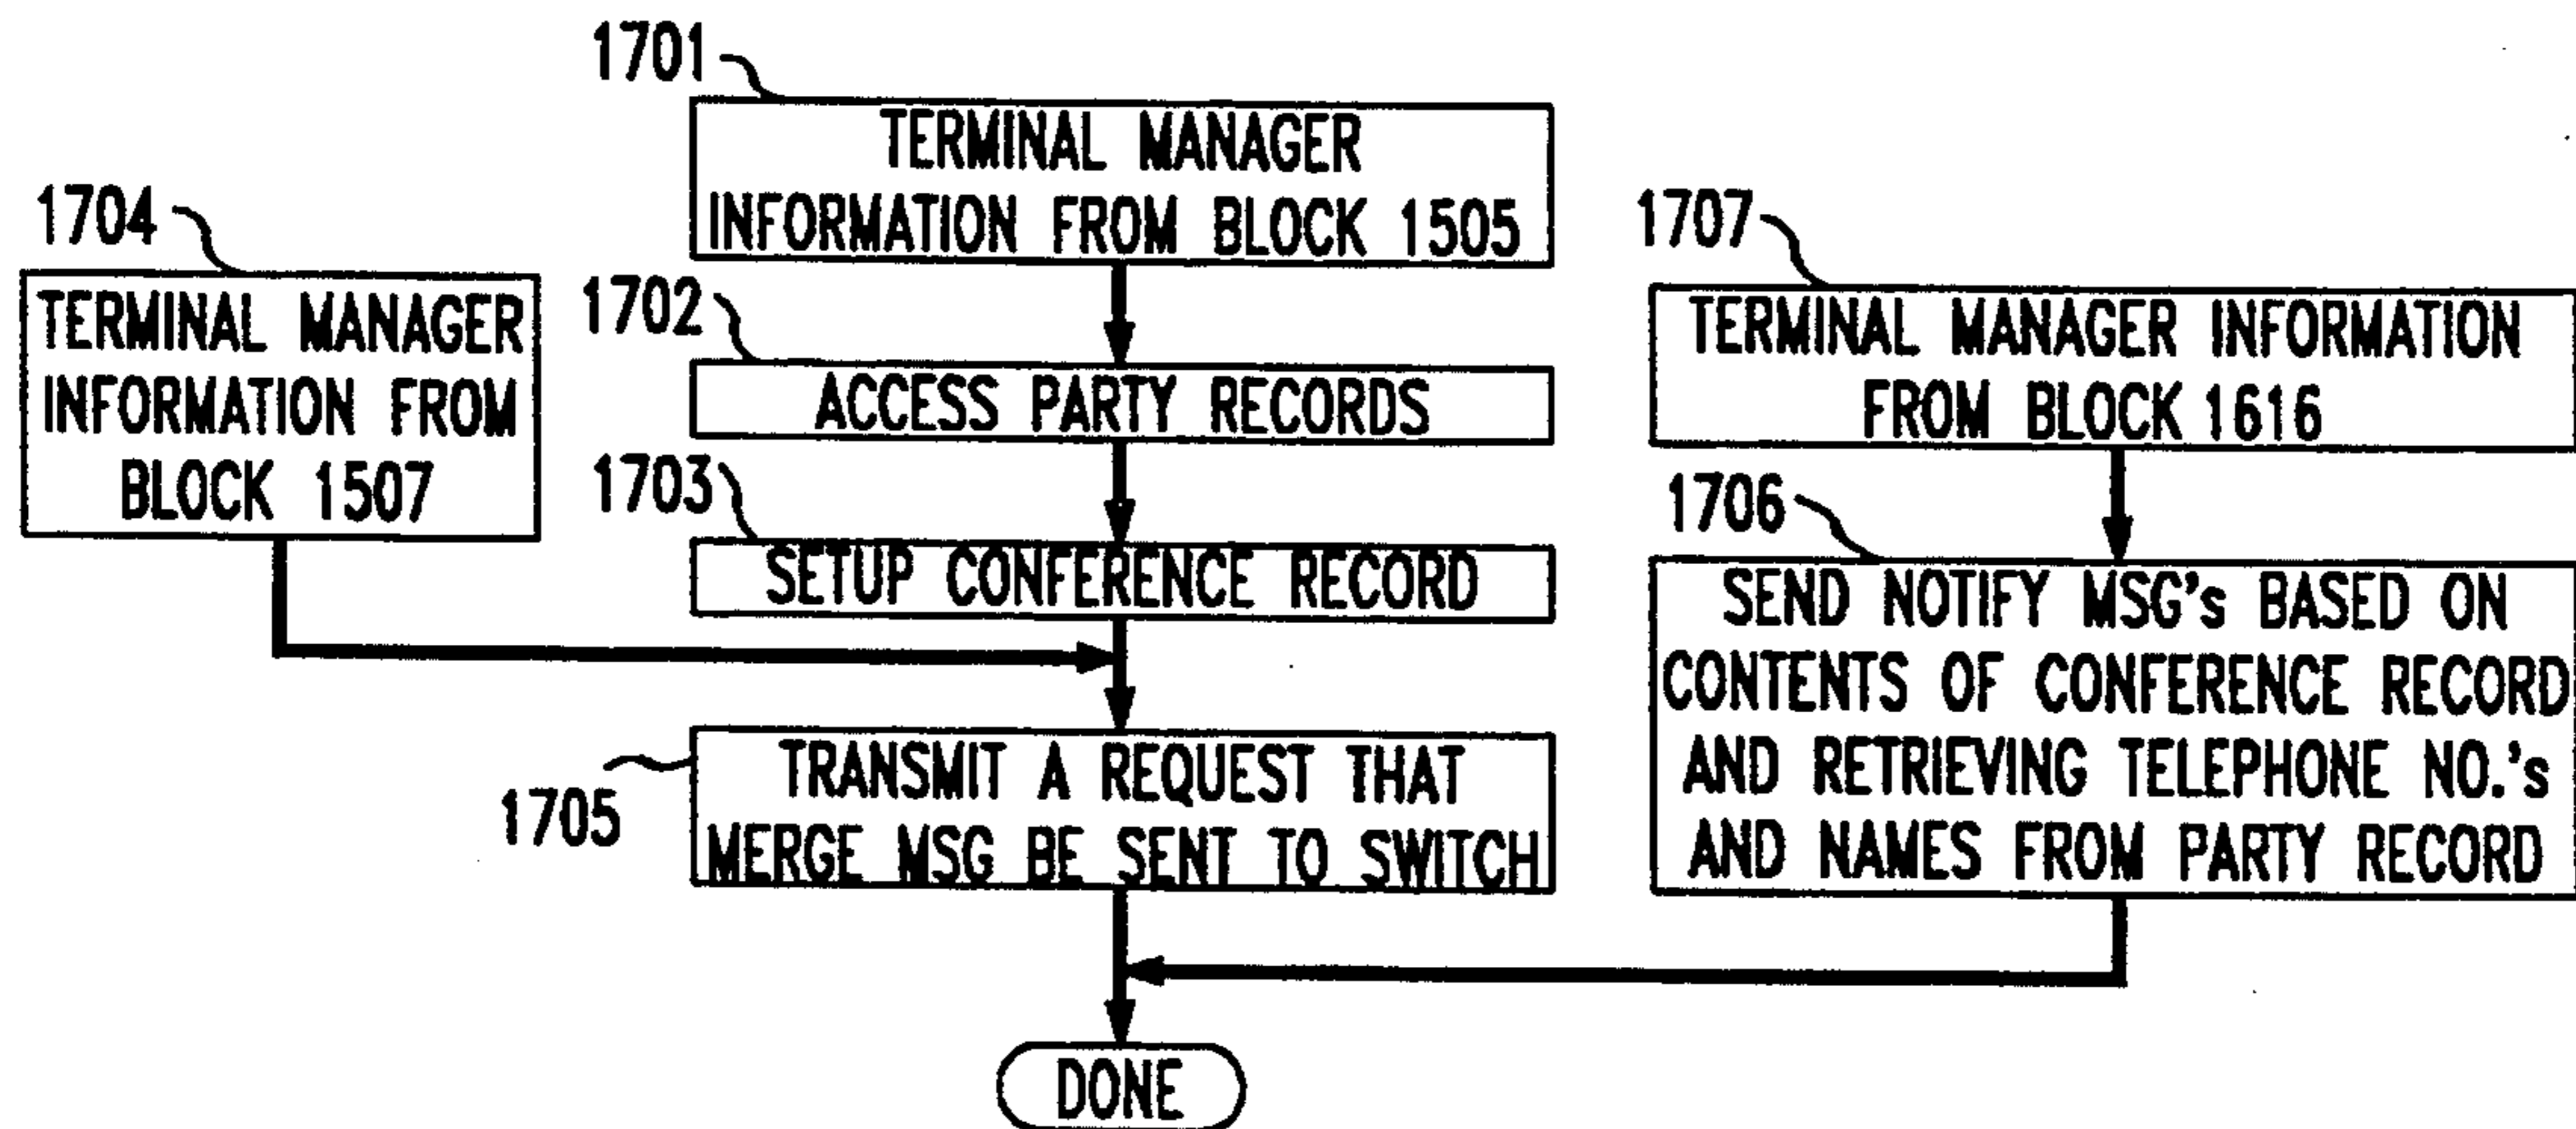 1701
TERMINAL MANAGER
INFORMATION FROM BLOCK 1505
1704
TERMINAL MANAGER
INFORMATION FROM
BLOCK 1507
1702
ACCESS PARTY RECORDS
1703
SETUP CONFERENCE RECORD
1705
TRANSMIT A REQUEST THAT
MERGE MSG BE SENT TO SWITCH
1707
TERMINAL MANAGER INFORMATION
FROM BLOCK 1616
1706
SEND NOTIFY MSG's BASED ON
CONTENTS OF CONFERENCE RECORD
AND RETRIEVING TELEPHONE NO.'s
AND NAMES FROM PARTY RECORD
DONE